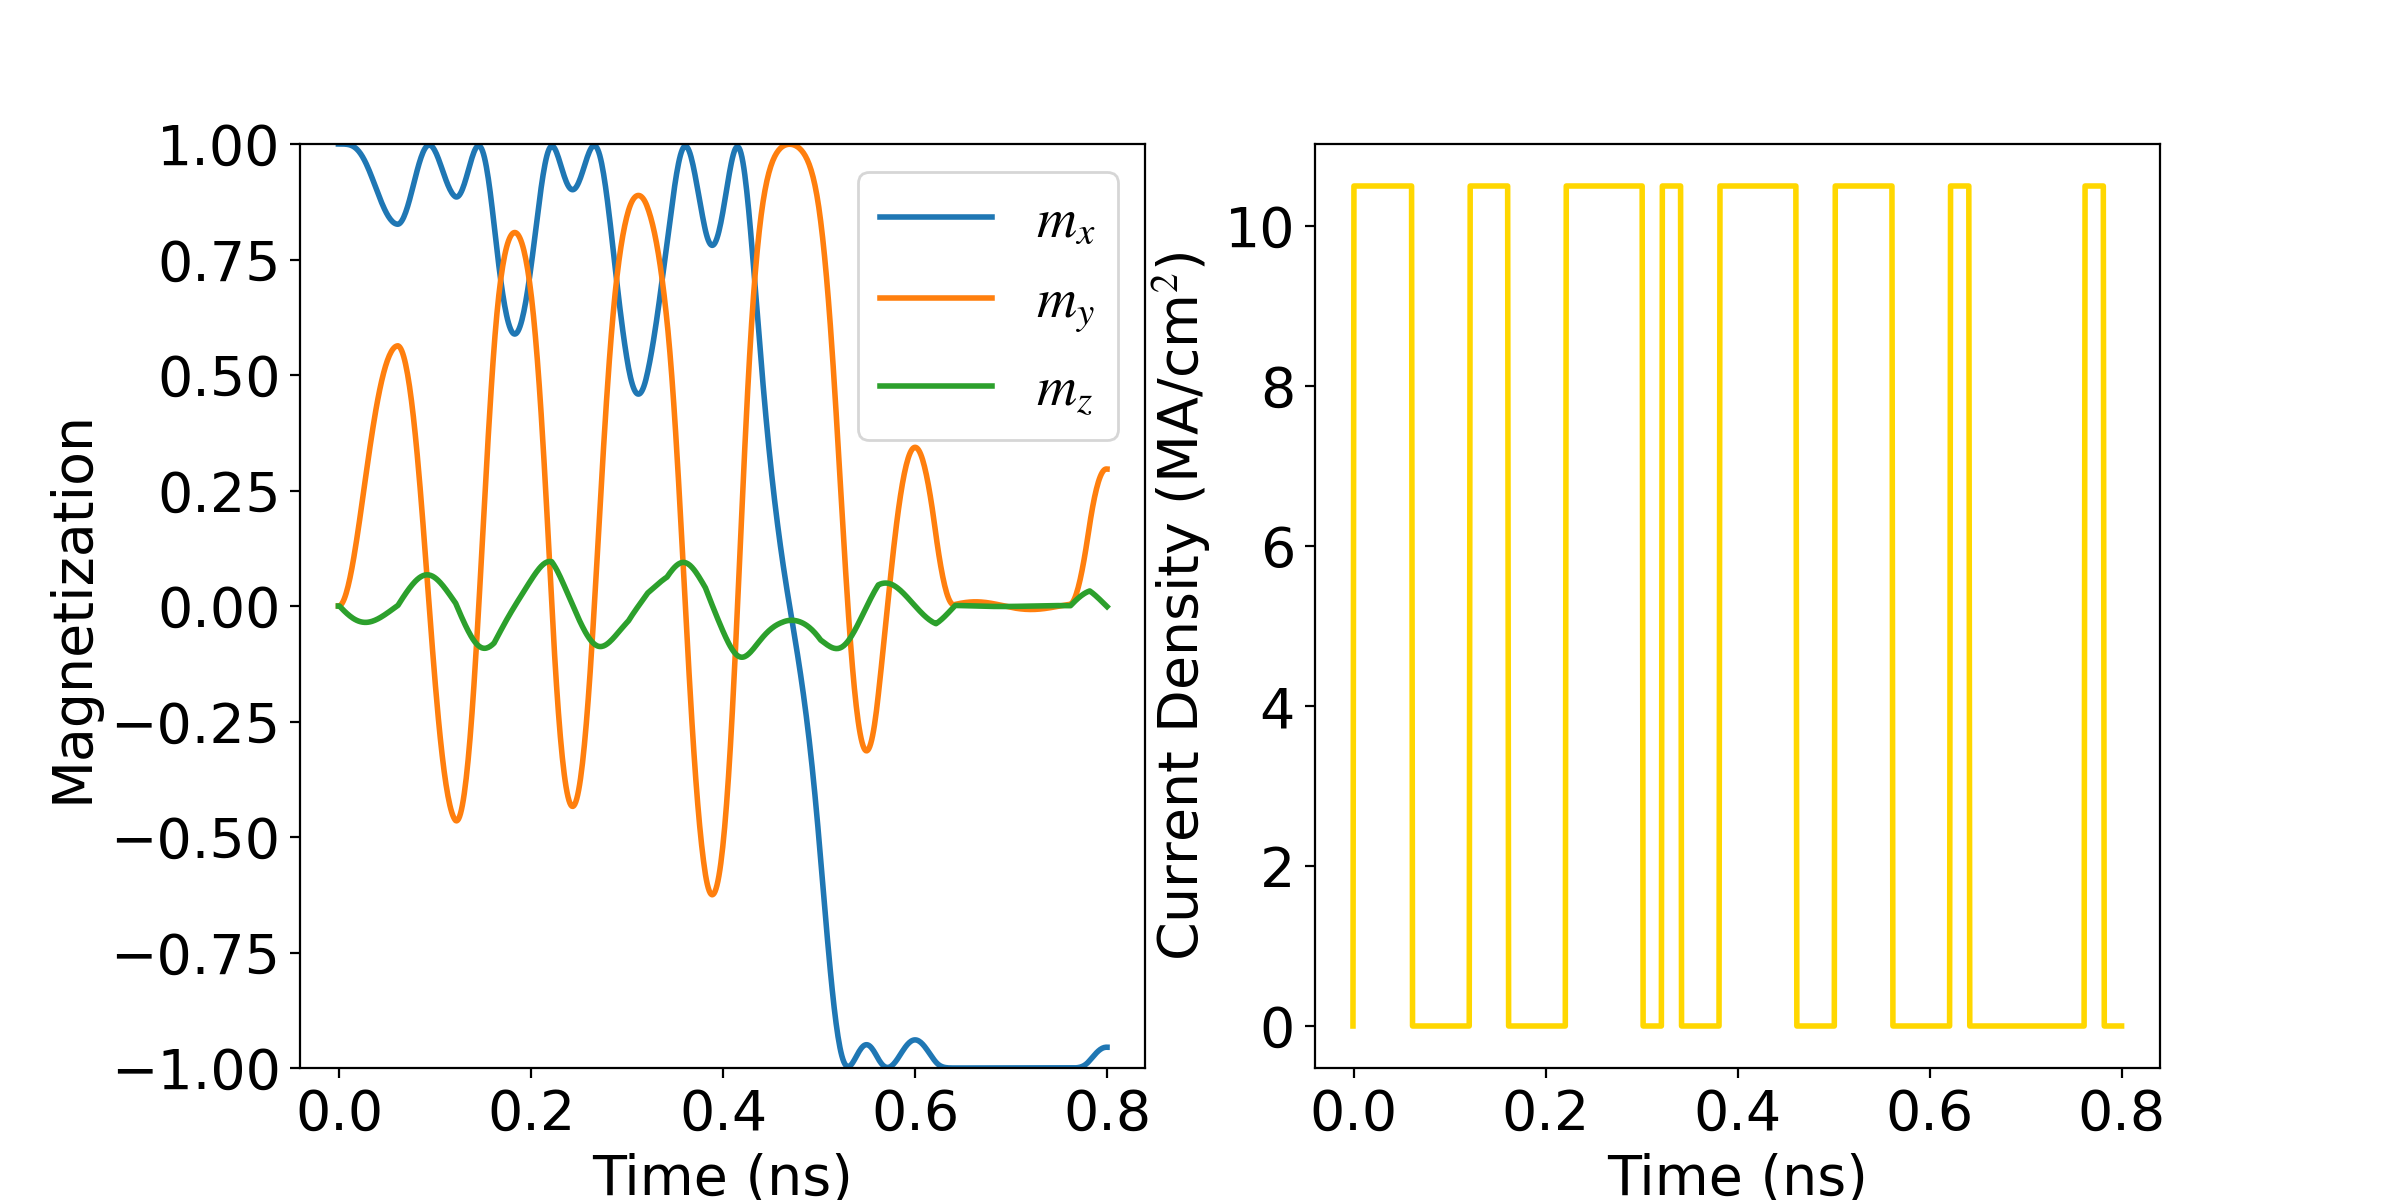 1.00
0.75
0.50
0.25
0.00
−0.25
−0.50
−0.75
−1.00
Magnetization
0.0 0.2 0.4 0.6 0.8
Time (ns)
m_x
m_y
m_z
10
8
6
4
2
0
Current Density (MA/cm²)
0.0 0.2 0.4 0.6 0.8
Time (ns)